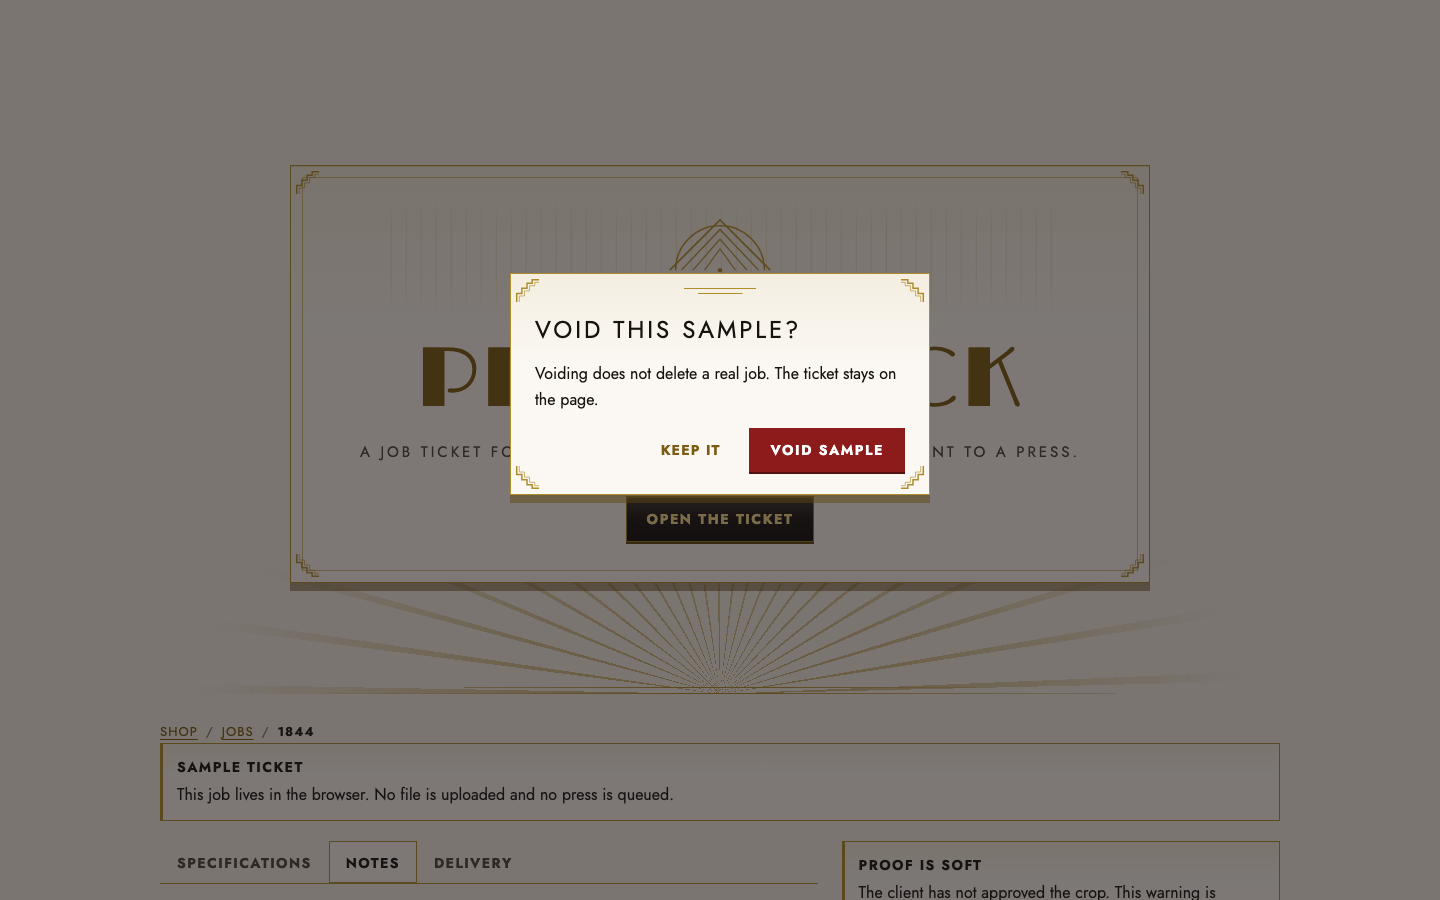 VOID THIS SAMPLE?
Voiding does not delete a real job. The ticket stays on
the page.
KEEP IT
VOID SAMPLE
OPEN THE TICKET
SHOP / JOBS / 1844
SAMPLE TICKET
This job lives in the browser. No file is uploaded and no press is queued.
SPECIFICATIONS
NOTES
DELIVERY
PROOF IS SOFT
The client has not approved the crop. This warning is
A JOB TICKET
TO A PRESS.